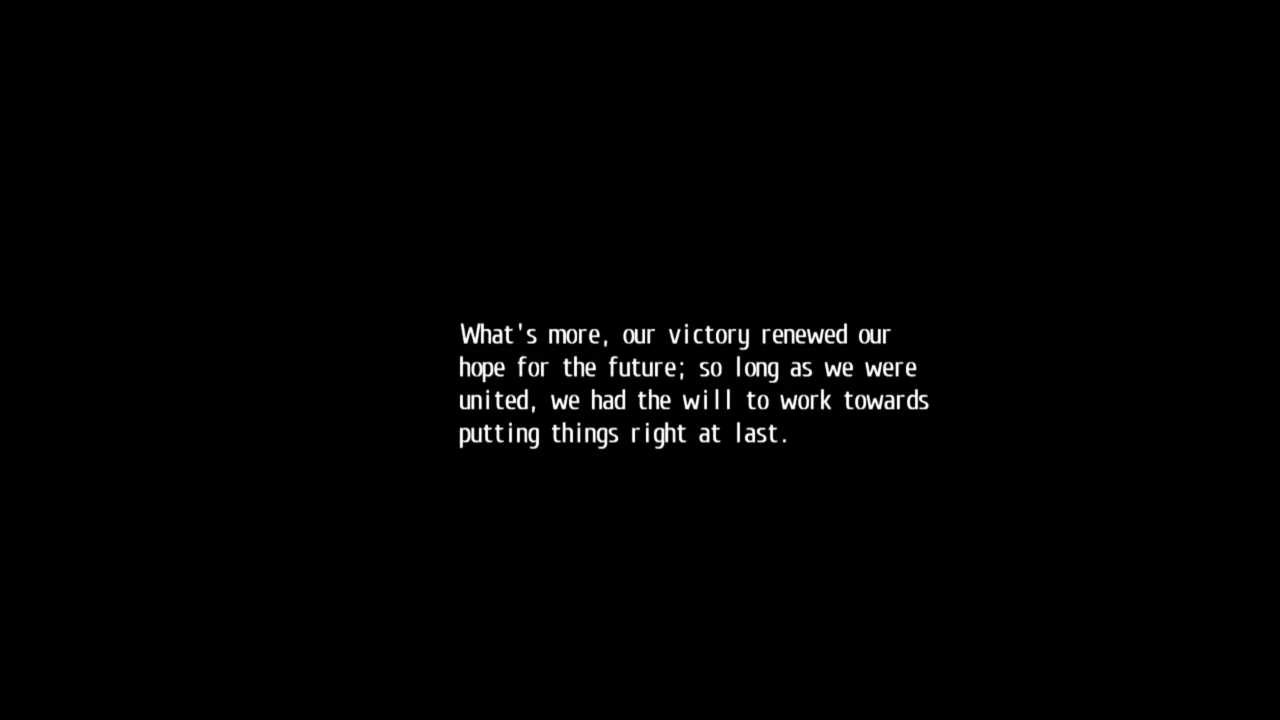 What's more, our victory renewed our
hope for the future; so long as we were
united, we had the will to work towards
putting things right at last.